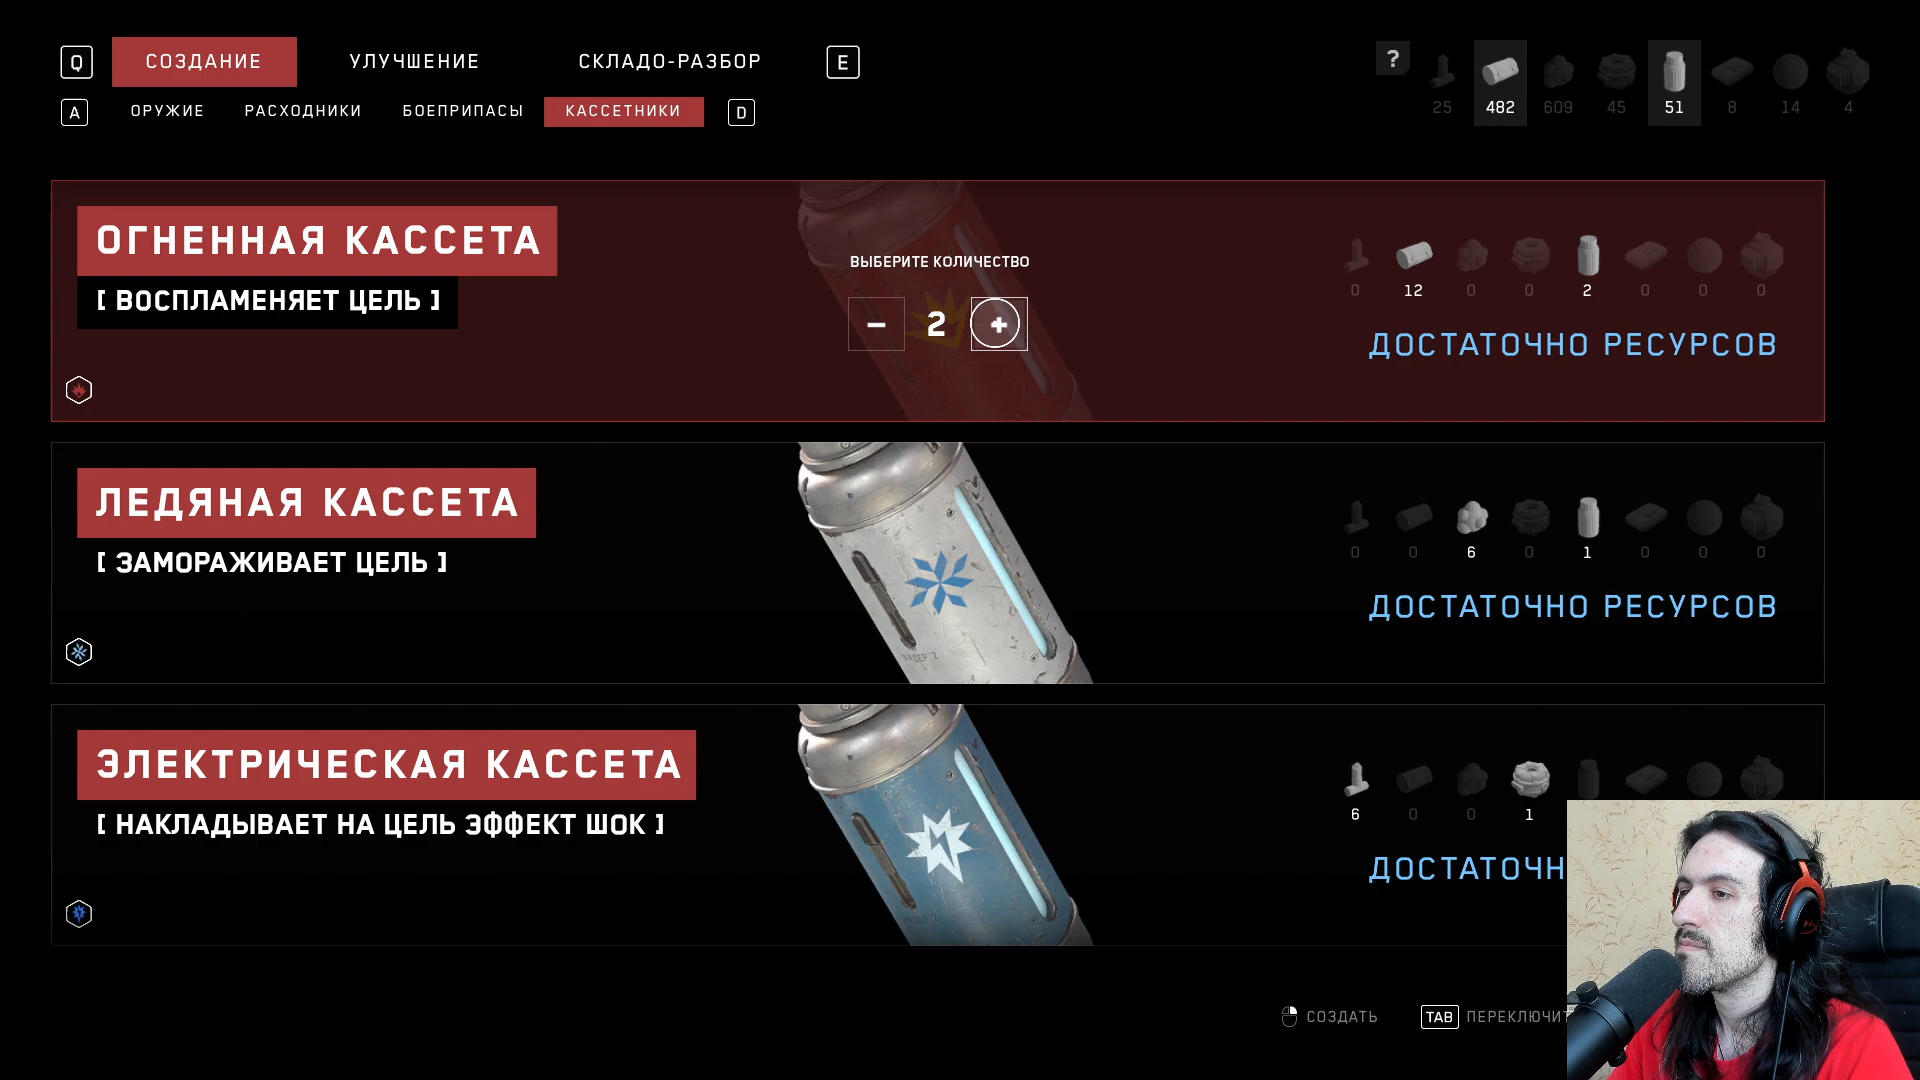 Q СОЗДАНИЕ УЛУЧШЕНИЕ СКЛАДО-РАЗБОР E
A ОРУЖИЕ РАСХОДНИКИ БОЕПРИПАСЫ КАССЕТНИКИ D
?
25 482 609 45 51 8 14 4
ОГНЕННАЯ КАССЕТА
[ ВОСПЛАМЕНЯЕТ ЦЕЛЬ ]
ВЫБЕРИТЕ КОЛИЧЕСТВО
− 2 +
0 12 0 0 2 0 0 0
ДОСТАТОЧНО РЕСУРСОВ
ЛЕДЯНАЯ КАССЕТА
[ ЗАМОРАЖИВАЕТ ЦЕЛЬ ]
0 0 6 0 1 0 0 0
ДОСТАТОЧНО РЕСУРСОВ
ЭЛЕКТРИЧЕСКАЯ КАССЕТА
[ НАКЛАДЫВАЕТ НА ЦЕЛЬ ЭФФЕКТ ШОК ]
6 0 0 1
ДОСТАТОЧН
СОЗДАТЬ TAB ПЕРЕКЛЮЧИТ